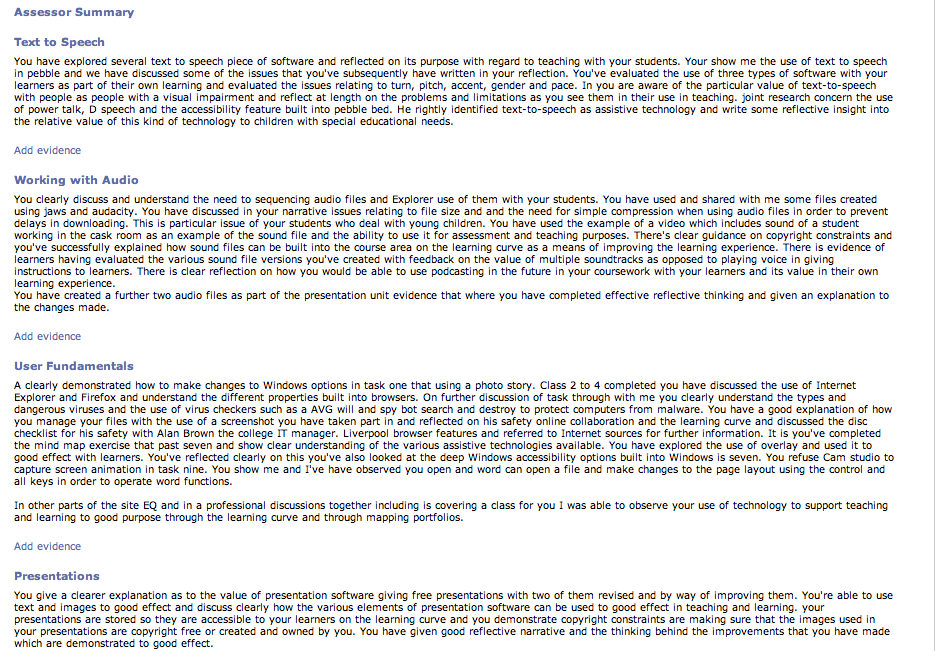 Assessor Summary
Text to Speech
You have explored several text to speech piece of software and reflected on its purpose with regard to teaching with your students. Your show me the use of text to speech
in pebble and we have discussed some of the issues that you've subsequently have written in your reflection. You've evaluated the use of three types of software with your
learners as part of their own learning and evaluated the issues relating to turn, pitch, accent, gender and pace. In you are aware of the particular value of text-to-speech
with people as people with a visual impairment and reflect at length on the problems and limitations as you see them in their use in teaching. joint research concern the use
of power talk, D speech and the accessibility feature built into pebble bed. He rightly identified text-to-speech as assistive technology and write some reflective insight into
the relative value of this kind of technology to children with special educational needs.
Add evidence
Working with Audio
You clearly discuss and understand the need to sequencing audio files and Explorer use of them with your students. You have used and shared with me some files created
using jaws and audacity. You have discussed in your narrative issues relating to file size and and the need for simple compression when using audio files in order to prevent
delays in downloading. This is particular issue of your students who deal with young children. You have used the example of a video which includes sound of a student
working in the cask room as an example of the sound file and the ability to use it for assessment and teaching purposes. There's clear guidance on copyright constraints and
you've successfully explained how sound files can be built into the course area on the learning curve as a means of improving the learning experience. There is evidence of
learners having evaluated the various sound file versions you've created with feedback on the value of multiple soundtracks as opposed to playing voice in giving
instructions to learners. There is clear reflection on how you would be able to use podcasting in the future in your coursework with your learners and its value in their own
learning experience.
You have created a further two audio files as part of the presentation unit evidence that where you have completed effective reflective thinking and given an explanation to
the changes made.
Add evidence
User Fundamentals
A clearly demonstrated how to make changes to Windows options in task one that using a photo story. Class 2 to 4 completed you have discussed the use of Internet
Explorer and Firefox and understand the different properties built into browsers. On further discussion of task through with me you clearly understand the types and
dangerous viruses and the use of virus checkers such as a AVG will and spy bot search and destroy to protect computers from malware. You have a good explanation of how
you manage your files with the use of a screenshot you have taken part in and reflected on his safety online collaboration and the learning curve and discussed the disc
checklist for his safety with Alan Brown the college IT manager. Liverpool browser features and referred to Internet sources for further information. It is you've completed
the mind map exercise that past seven and show clear understanding of the various assistive technologies available. You have explored the use of overlay and used it to
good effect with learners. You've reflected clearly on this you've also looked at the deep Windows accessibility options built into Windows is seven. You refuse Cam studio to
capture screen animation in task nine. You show me and I've have observed you open and word can open a file and make changes to the page layout using the control and
all keys in order to operate word functions.
In other parts of the site EQ and in a professional discussions together including is covering a class for you I was able to observe your use of technology to support teaching
and learning to good purpose through the learning curve and through mapping portfolios.
Add evidence
Presentations
You give a clearer explanation as to the value of presentation software giving free presentations with two of them revised and by way of improving them. You're able to use
text and images to good effect and discuss clearly how the various elements of presentation software can be used to good effect in teaching and learning. your
presentations are stored so they are accessible to your learners on the learning curve and you demonstrate copyright constraints are making sure that the images used in
your presentations are copyright free or created and owned by you. You have given good reflective narrative and the thinking behind the improvements that you have made
which are demonstrated to good effect.